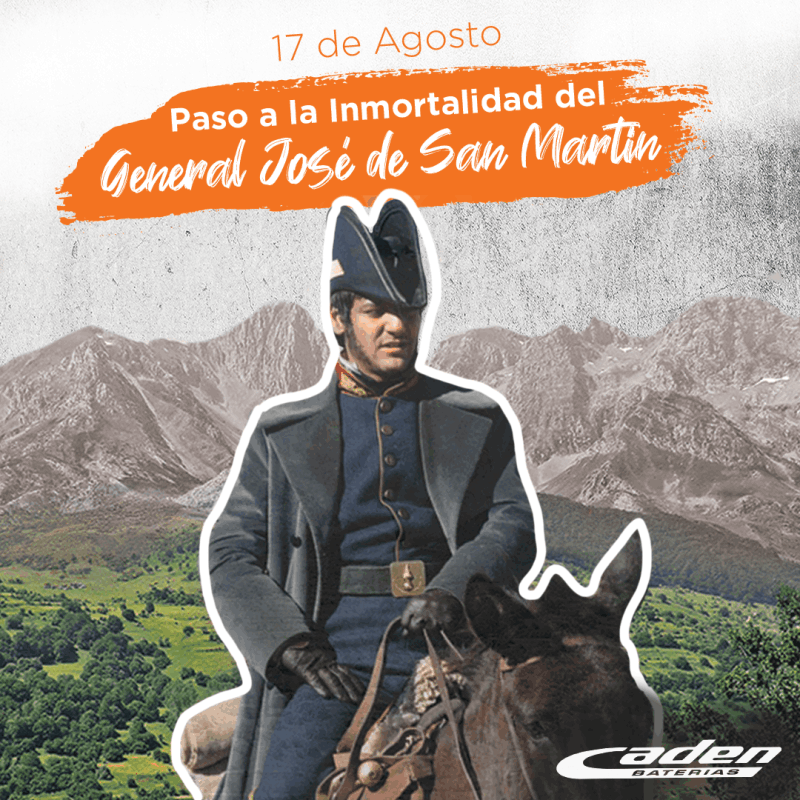 17 de Agosto
Paso a la Inmortalidad del
General José de San Martín
Caden
BATERIAS